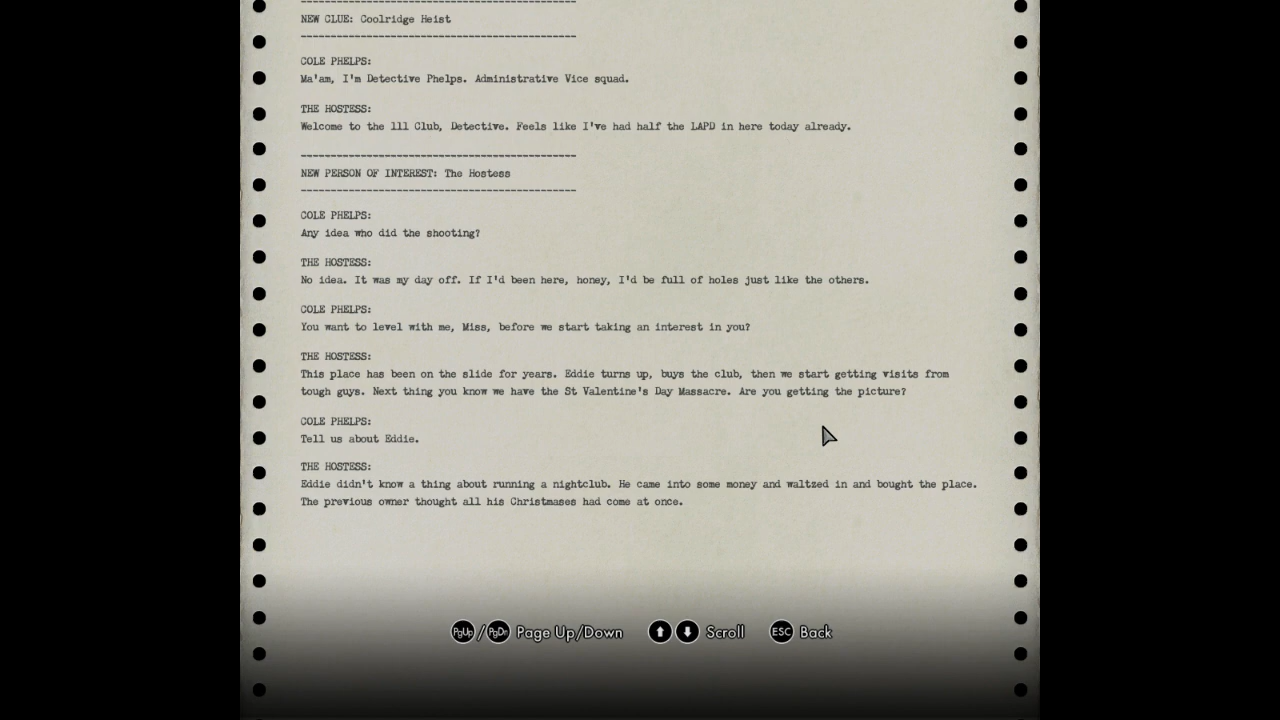 ---------------------------------------------
NEW CLUE: Coolridge Heist
---------------------------------------------
COLE PHELPS:
Ma'am, I'm Detective Phelps. Administrative Vice squad.
THE HOSTESS:
Welcome to the 111 Club, Detective. Feels like I've had half the LAPD in here today already.
---------------------------------------------
NEW PERSON OF INTEREST: The Hostess
---------------------------------------------
COLE PHELPS:
Any idea who did the shooting?
THE HOSTESS:
No idea. It was my day off. If I'd been here, honey, I'd be full of holes just like the others.
COLE PHELPS:
You want to level with me, Miss, before we start taking an interest in you?
THE HOSTESS:
This place has been on the slide for years. Eddie turns up, buys the club, then we start getting visits from
tough guys. Next thing you know we have the St Valentine's Day Massacre. Are you getting the picture?
COLE PHELPS:
Tell us about Eddie.
THE HOSTESS:
Eddie didn't know a thing about running a nightclub. He came into some money and waltzed in and bought the place.
The previous owner thought all his Christmases had come at once.
PgUp/PgDn Page Up/Down Scroll ESC Back